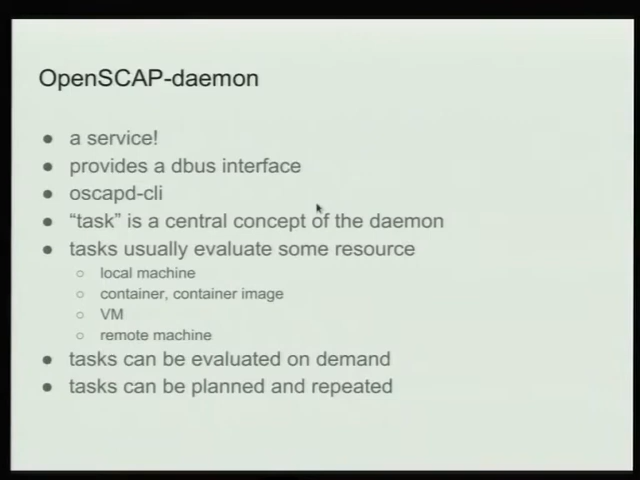 OpenSCAP-daemon
● a service!
● provides a dbus interface
● oscapd-cli
● "task" is a central concept of the daemon
● tasks usually evaluate some resource
○ local machine
○ container, container image
○ VM
○ remote machine
● tasks can be evaluated on demand
● tasks can be planned and repeated